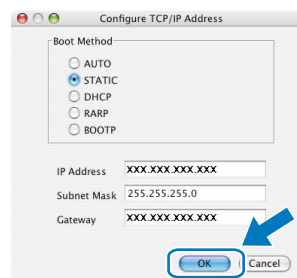 Configure TCP/IP Address
Boot Method
AUTO
STATIC
DHCP
RARP
BOOTP
IP Address XXX.XXX.XXX.XXX
Subnet Mask 255.255.255.0
Gateway XXX.XXX.XXX.XXX
OK Cancel